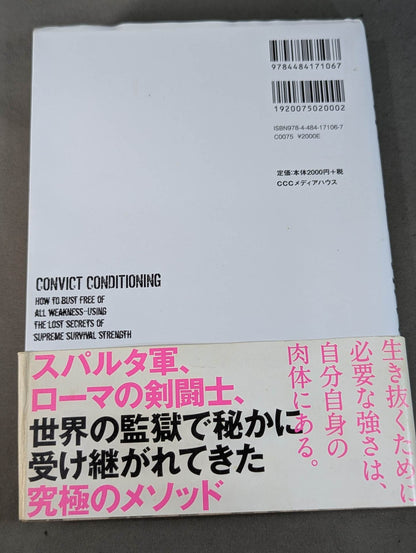 9784484171067
1920075020002
ISBN978-4-484-17106-7
C0075 ¥2000E
定価:本体2000円+税
CCCメディアハウス
CONVICT CONDITIONING
HOW TO BUST FREE OF
ALL WEAKNESS-USING
THE LOST SECRETS OF
SUPREME SURVIVAL STRENGTH
生き抜くために
必要な強さは、
自分自身の
肉体にある。
スパルタ軍、
ローマの剣闘士、
世界の監獄で秘かに
受け継がれてきた
究極のメソッド